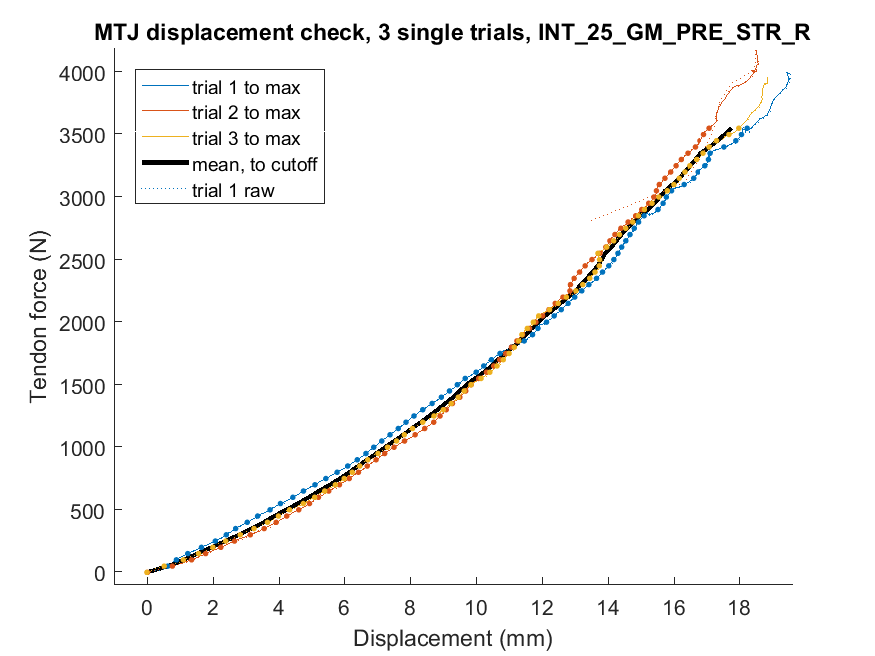 MTJ displacement check, 3 single trials, INT_25_GM_PRE_STR_R
4000
3500
3000
2500
2000
1500
1000
500
0
Tendon force (N)
trial 1 to max
trial 2 to max
trial 3 to max
mean, to cutoff
trial 1 raw
0 2 4 6 8 10 12 14 16 18
Displacement (mm)